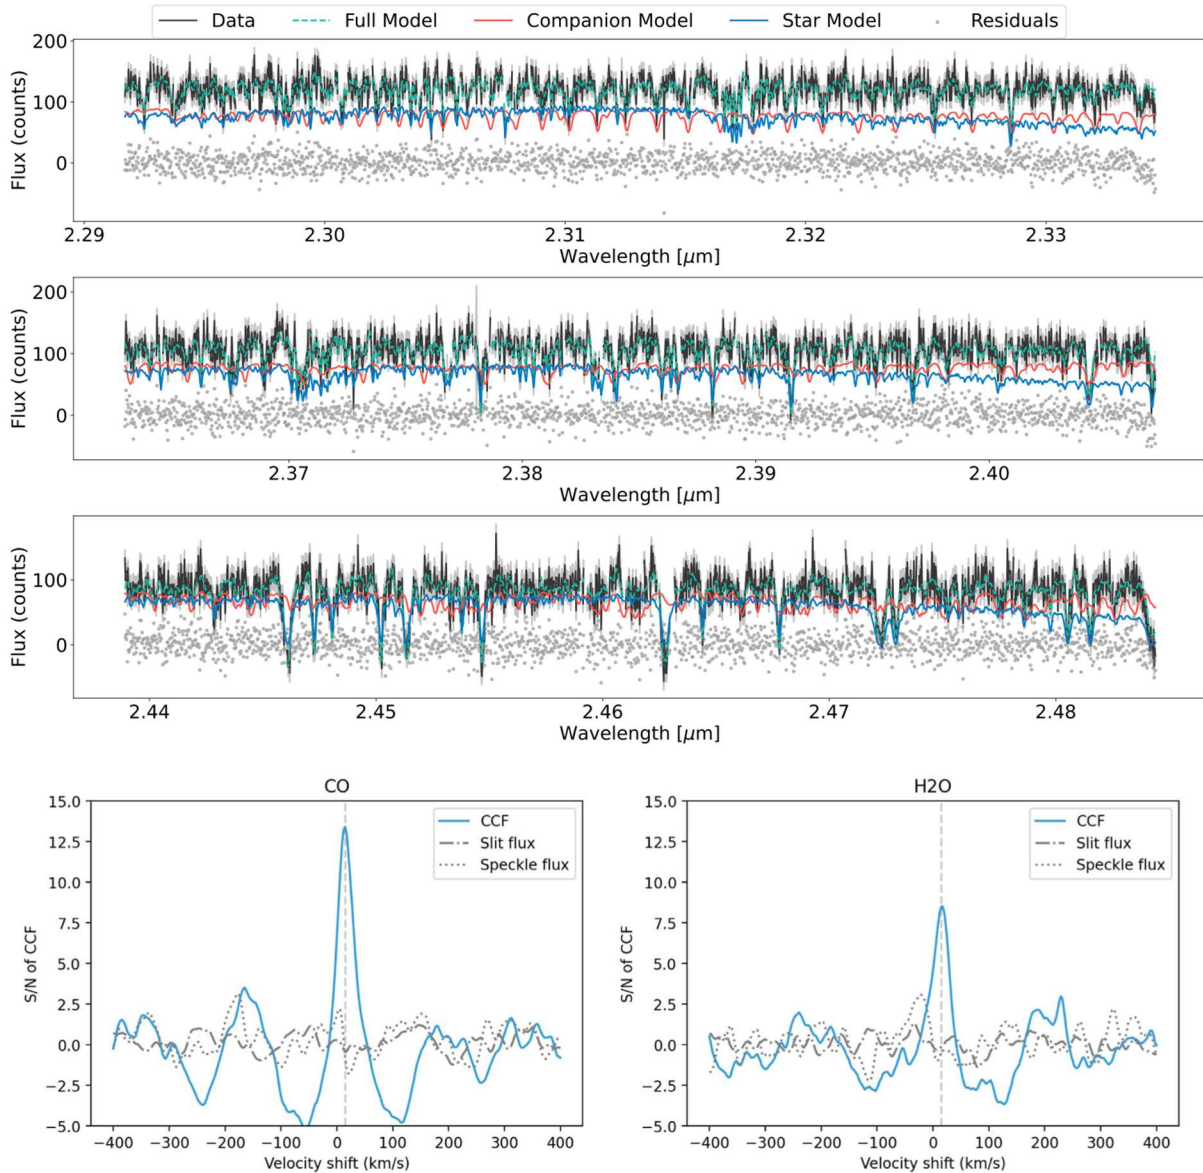 Data Full Model Companion Model Star Model Residuals
200
100
0
Flux (counts)
2.29 2.30 2.31 2.32 2.33
Wavelength [μm]
200
100
0
Flux (counts)
2.37 2.38 2.39 2.40
Wavelength [μm]
100
0
Flux (counts)
2.44 2.45 2.46 2.47 2.48
Wavelength [μm]
CO
15.0
12.5
10.0
7.5
5.0
2.5
0.0
−2.5
−5.0
S/N of CCF
CCF
Slit flux
Speckle flux
−400 −300 −200 −100 0 100 200 300 400
Velocity shift (km/s)
H2O
15.0
12.5
10.0
7.5
5.0
2.5
0.0
−2.5
−5.0
S/N of CCF
CCF
Slit flux
Speckle flux
−400 −300 −200 −100 0 100 200 300 400
Velocity shift (km/s)